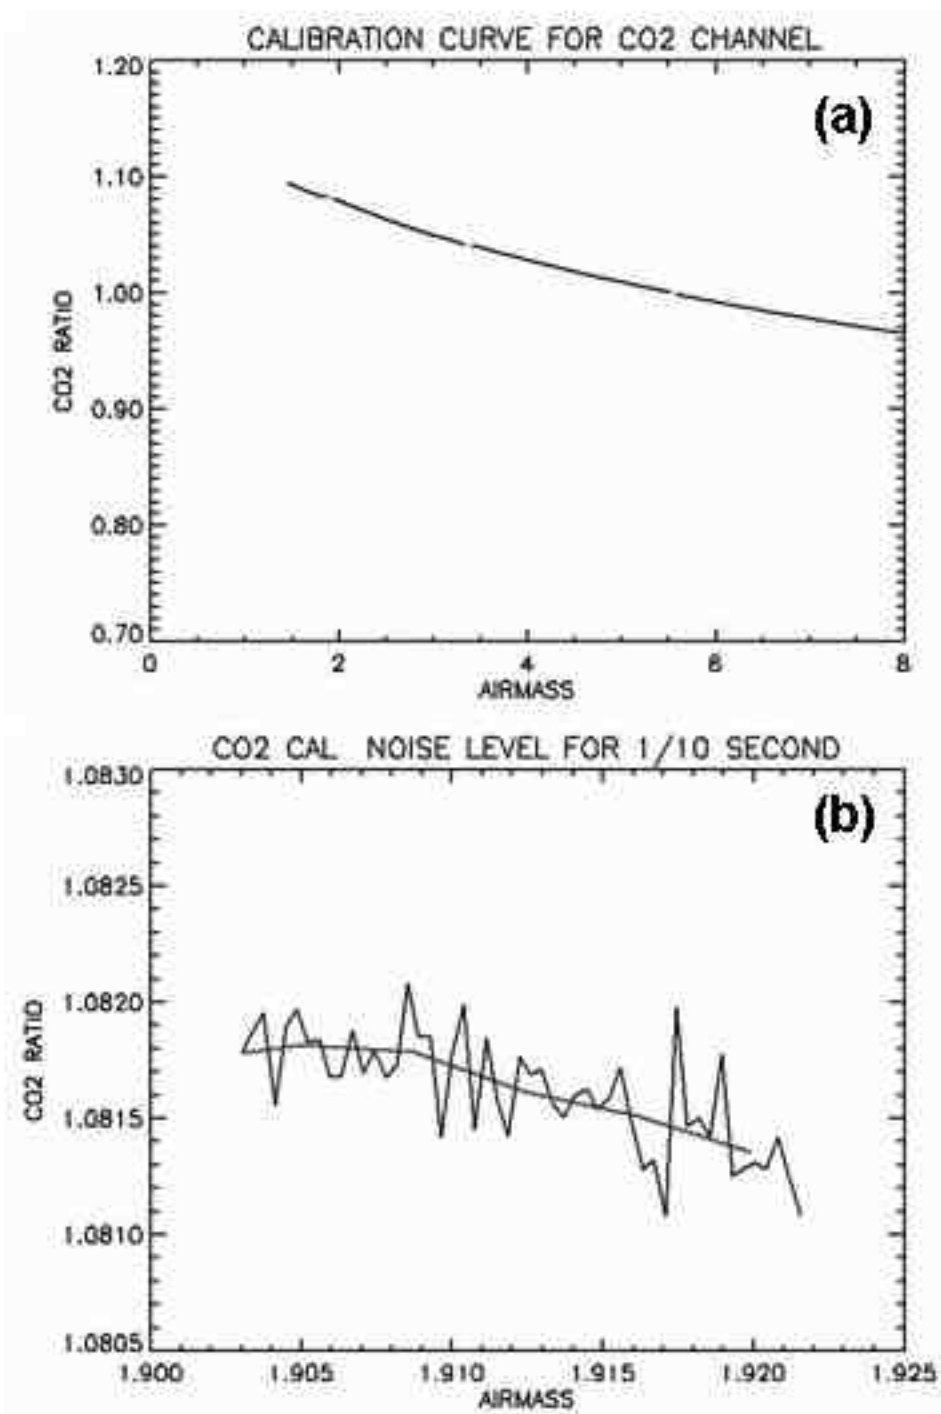 CALIBRATION CURVE FOR CO2 CHANNEL
(a)
1.20
1.10
1.00
0.90
0.80
0.70
CO2 RATIO
0 2 4 6 8
AIRMASS
CO2 CAL NOISE LEVEL FOR 1/10 SECOND
(b)
1.0830
1.0825
1.0820
1.0815
1.0810
1.0805
CO2 RATIO
1.900 1.905 1.910 1.915 1.920 1.925
AIRMASS